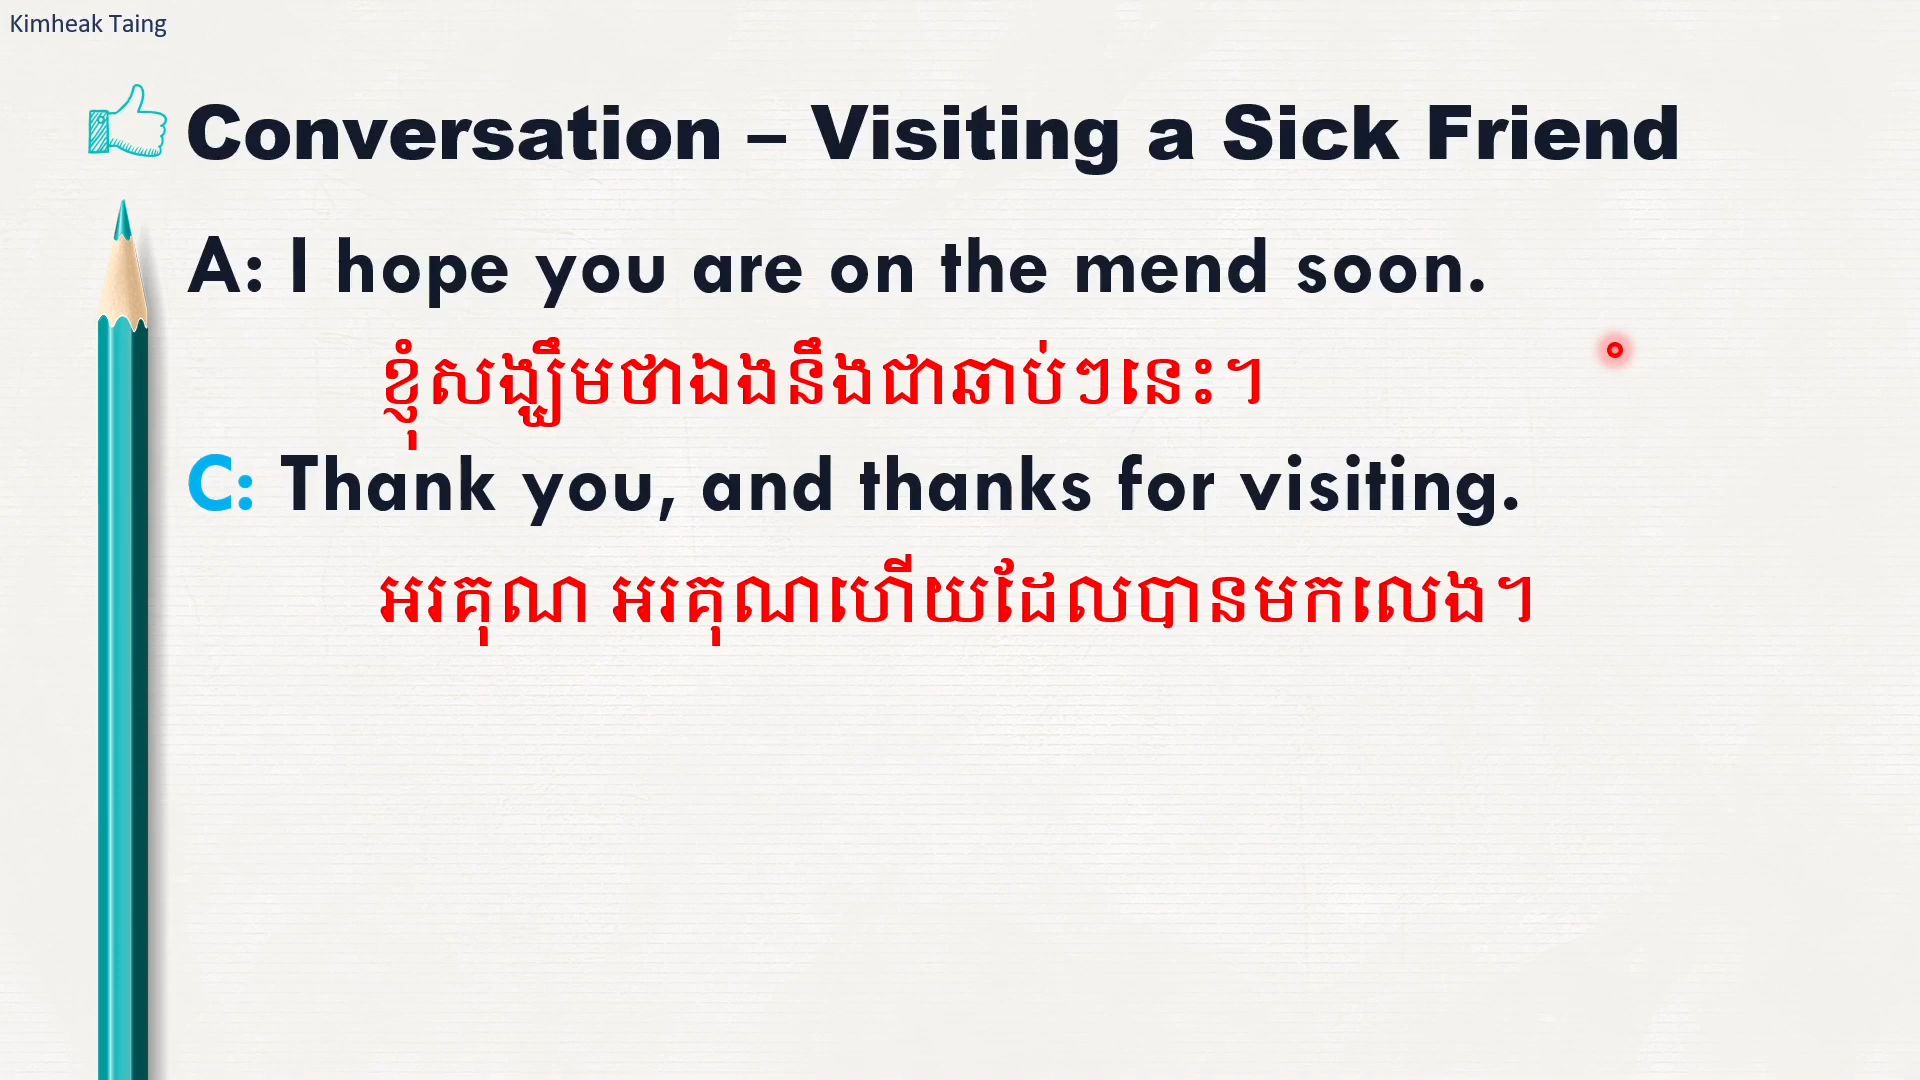 Kimheak Taing
Conversation – Visiting a Sick Friend
A: I hope you are on the mend soon.
ខ្ញុំសង្ឃឹមថាឯងនឹងជាឆាប់ៗនេះ។
C: Thank you, and thanks for visiting.
អរគុណ អរគុណហើយដែលបានមកលេង។